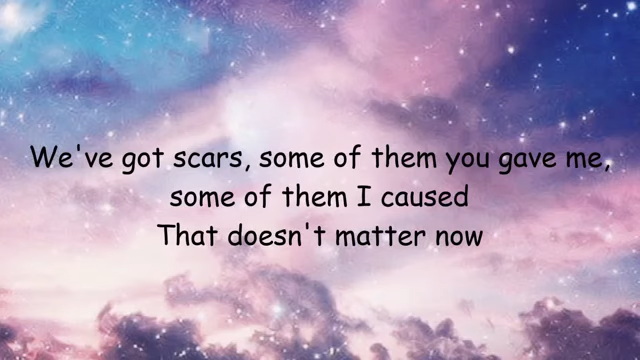 We've got scars, some of them you gave me,
some of them I caused
That doesn't matter now